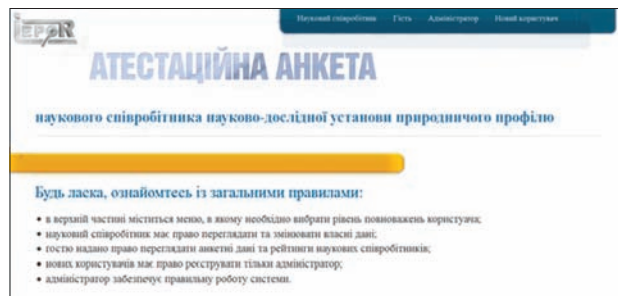 Науковий співробітник Гість Адміністратор Новий користувач
АТЕСТАЦІЙНА АНКЕТА
наукового співробітника науково-дослідної установи природничого профілю
Будь ласка, ознайомтесь із загальними правилами:
• в верхній частині міститься меню, в якому необхідно вибрати рівень повноважень користувача;
• науковий співробітник має право переглядати та змінювати власні дані;
• гостю надано право переглядати анкетні дані та рейтинги наукових співробітників;
• нових користувачів має право реєструвати тільки адміністратор;
• адміністратор забезпечує правильну роботу системи.